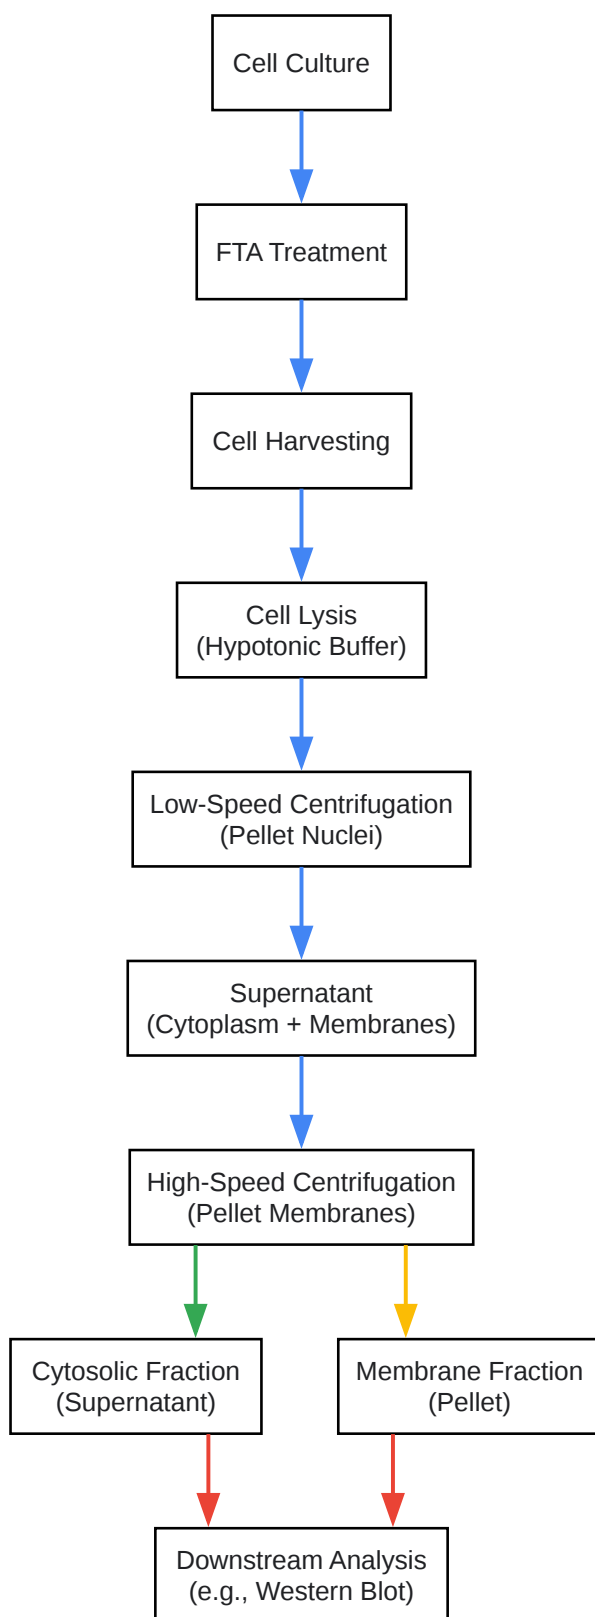 Cell Culture
FTA Treatment
Cell Harvesting
Cell Lysis
(Hypotonic Buffer)
Low-Speed Centrifugation
(Pellet Nuclei)
Supernatant
(Cytoplasm + Membranes)
High-Speed Centrifugation
(Pellet Membranes)
Cytosolic Fraction
(Supernatant)
Membrane Fraction
(Pellet)
Downstream Analysis
(e.g., Western Blot)